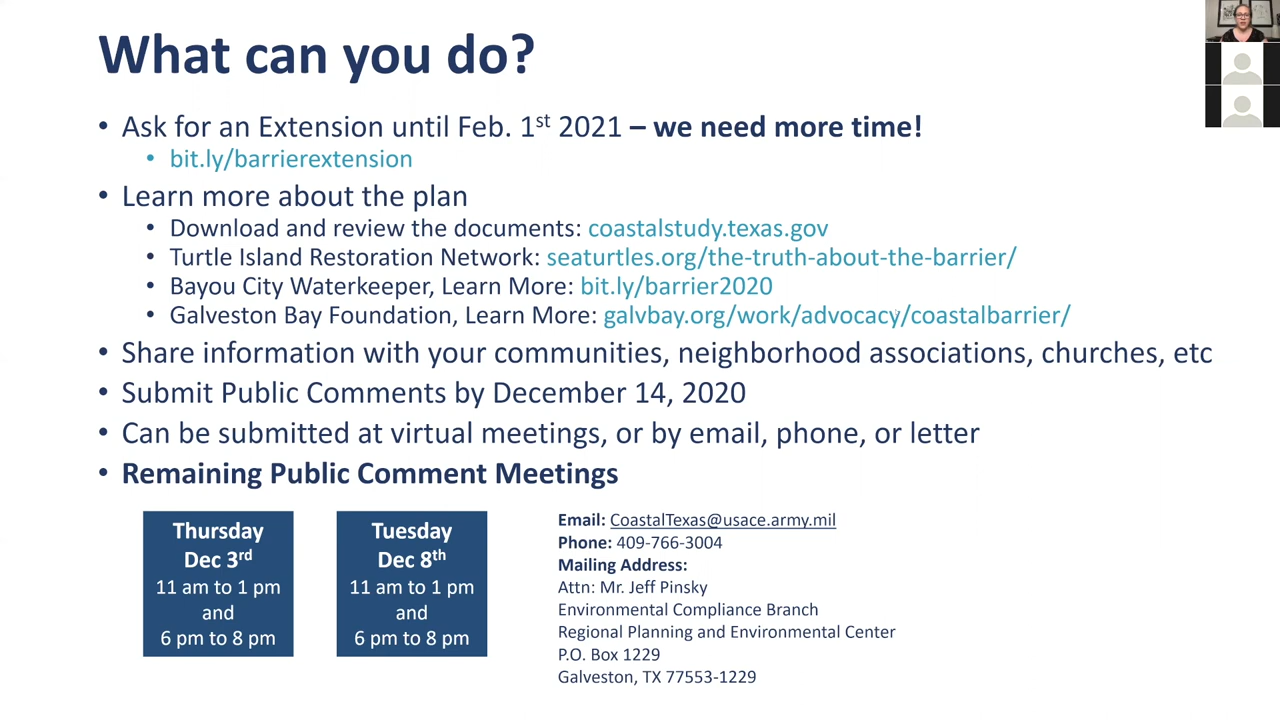 What can you do?
• Ask for an Extension until Feb. 1st 2021 – we need more time!
• bit.ly/barrierextension
• Learn more about the plan
• Download and review the documents: coastalstudy.texas.gov
• Turtle Island Restoration Network: seaturtles.org/the-truth-about-the-barrier/
• Bayou City Waterkeeper, Learn More: bit.ly/barrier2020
• Galveston Bay Foundation, Learn More: galvbay.org/work/advocacy/coastalbarrier/
• Share information with your communities, neighborhood associations, churches, etc
• Submit Public Comments by December 14, 2020
• Can be submitted at virtual meetings, or by email, phone, or letter
• Remaining Public Comment Meetings
Thursday
Dec 3rd
11 am to 1 pm
and
6 pm to 8 pm
Tuesday
Dec 8th
11 am to 1 pm
and
6 pm to 8 pm
Email: CoastalTexas@usace.army.mil
Phone: 409-766-3004
Mailing Address:
Attn: Mr. Jeff Pinsky
Environmental Compliance Branch
Regional Planning and Environmental Center
P.O. Box 1229
Galveston, TX 77553-1229